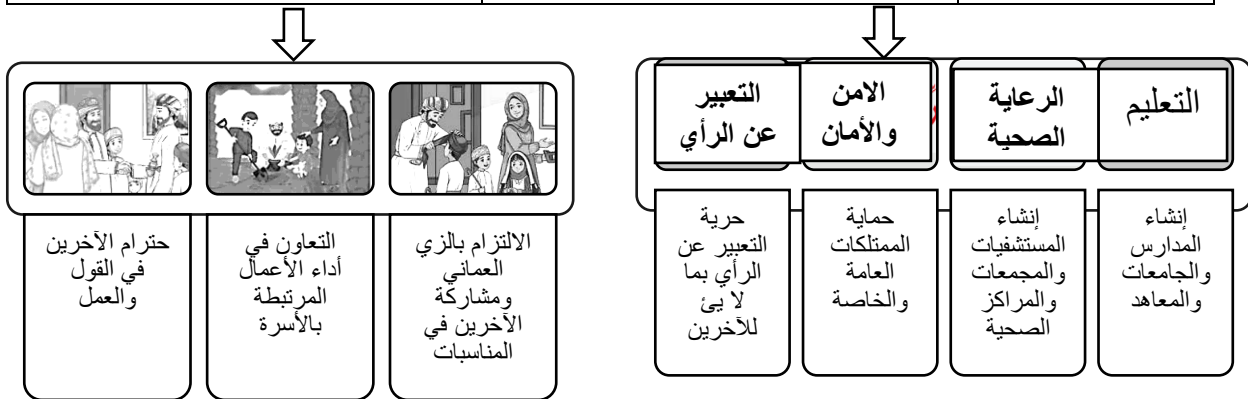 التعليم
الرعاية
الصحية
الامن
والأمان
التعبير
عن الرأي
إنشاء
المدارس
والجامعات
والمعاهد
إنشاء
المستشفيات
والمجمعات
والمراكز
الصحية
حماية
الممتلكات
العامة
والخاصة
حرية
التعبير عن
الرأي بما
لا يئ
للآخرين
الالتزام بالزي
العماني
ومشاركة
الآخرين في
المناسبات
التعاون في
أداء الأعمال
المرتبطة
بالأسرة
حترام الآخرين
في القول
والعمل